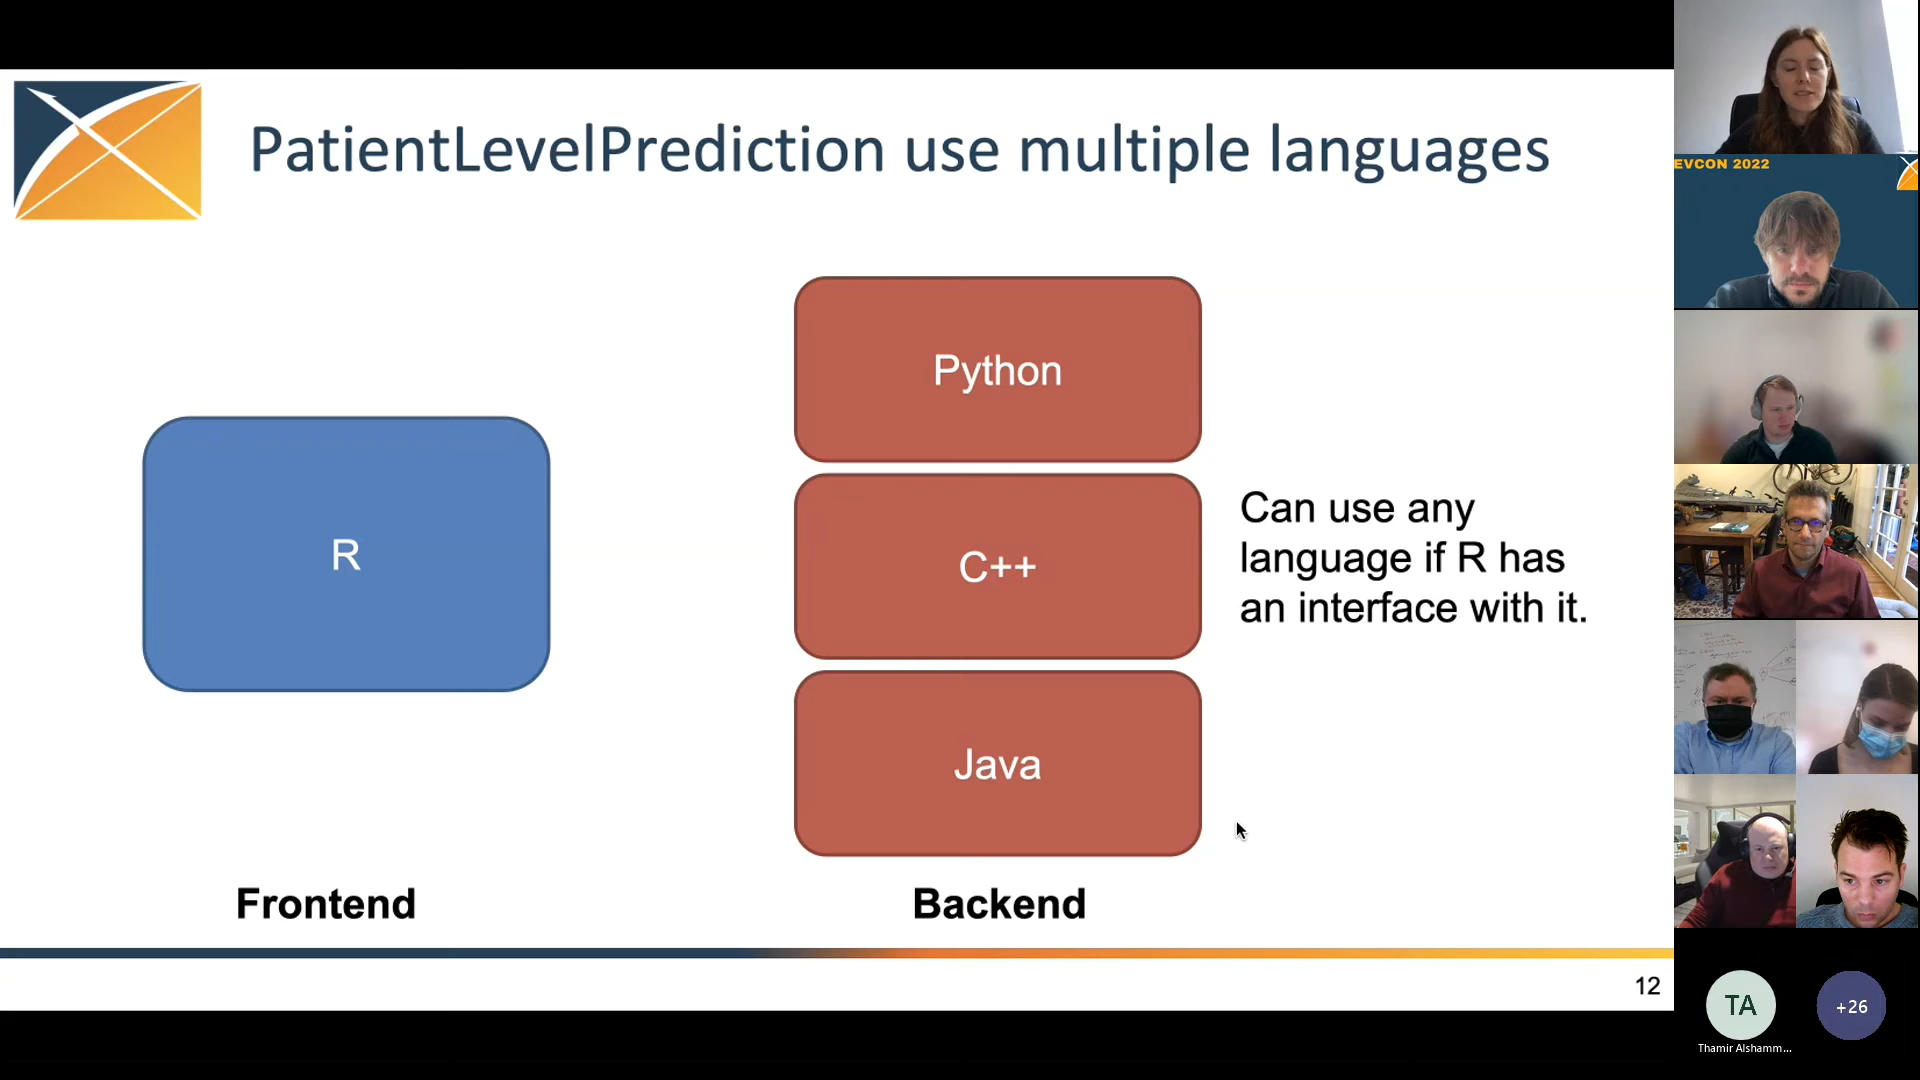 PatientLevelPrediction use multiple languages
Python
R
C++
Can use any
language if R has
an interface with it.
Java
Frontend
Backend
12
EVCON 2022
TA
Thamir Alshamm...
+26